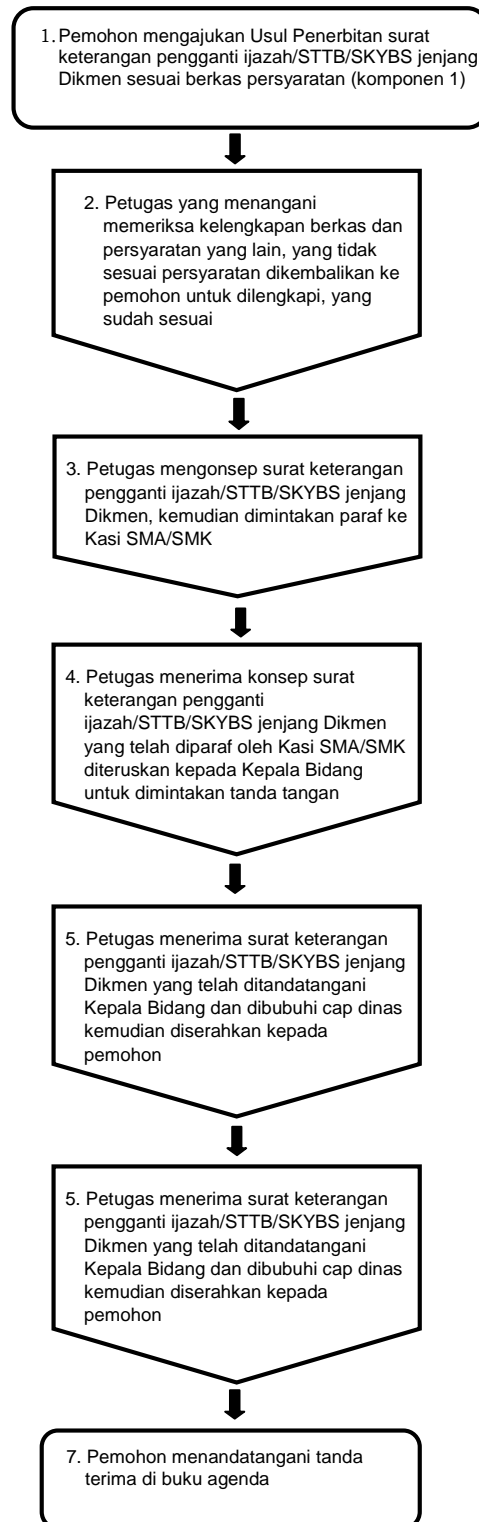 1. Pemohon mengajukan Usul Penerbitan surat
keterangan pengganti ijazah/STTB/SKYBS jenjang
Dikmen sesuai berkas persyaratan (komponen 1)
2. Petugas yang menangani
memeriksa kelengkapan berkas dan
persyaratan yang lain, yang tidak
sesuai persyaratan dikembalikan ke
pemohon untuk dilengkapi, yang
sudah sesuai
3. Petugas mengonsep surat keterangan
pengganti ijazah/STTB/SKYBS jenjang
Dikmen, kemudian dimintakan paraf ke
Kasi SMA/SMK
4. Petugas menerima konsep surat
keterangan pengganti
ijazah/STTB/SKYBS jenjang Dikmen
yang telah diparaf oleh Kasi SMA/SMK
diteruskan kepada Kepala Bidang
untuk dimintakan tanda tangan
5. Petugas menerima surat keterangan
pengganti ijazah/STTB/SKYBS jenjang
Dikmen yang telah ditandatangani
Kepala Bidang dan dibubuhi cap dinas
kemudian diserahkan kepada
pemohon
5. Petugas menerima surat keterangan
pengganti ijazah/STTB/SKYBS jenjang
Dikmen yang telah ditandatangani
Kepala Bidang dan dibubuhi cap dinas
kemudian diserahkan kepada
pemohon
7. Pemohon menandatangani tanda
terima di buku agenda